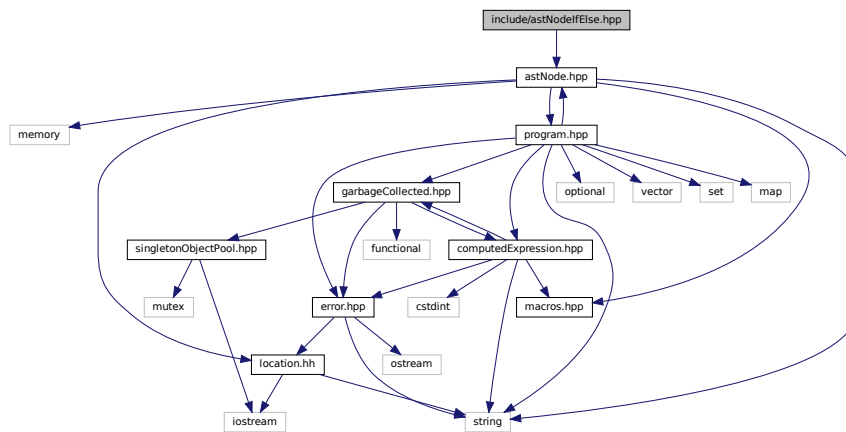 include/astNodeIfElse.hpp
astNode.hpp
memory
program.hpp
garbageCollected.hpp
optional
vector
set
map
singletonObjectPool.hpp
functional
computedExpression.hpp
mutex
error.hpp
cstdint
macros.hpp
location.hh
ostream
iostream
string